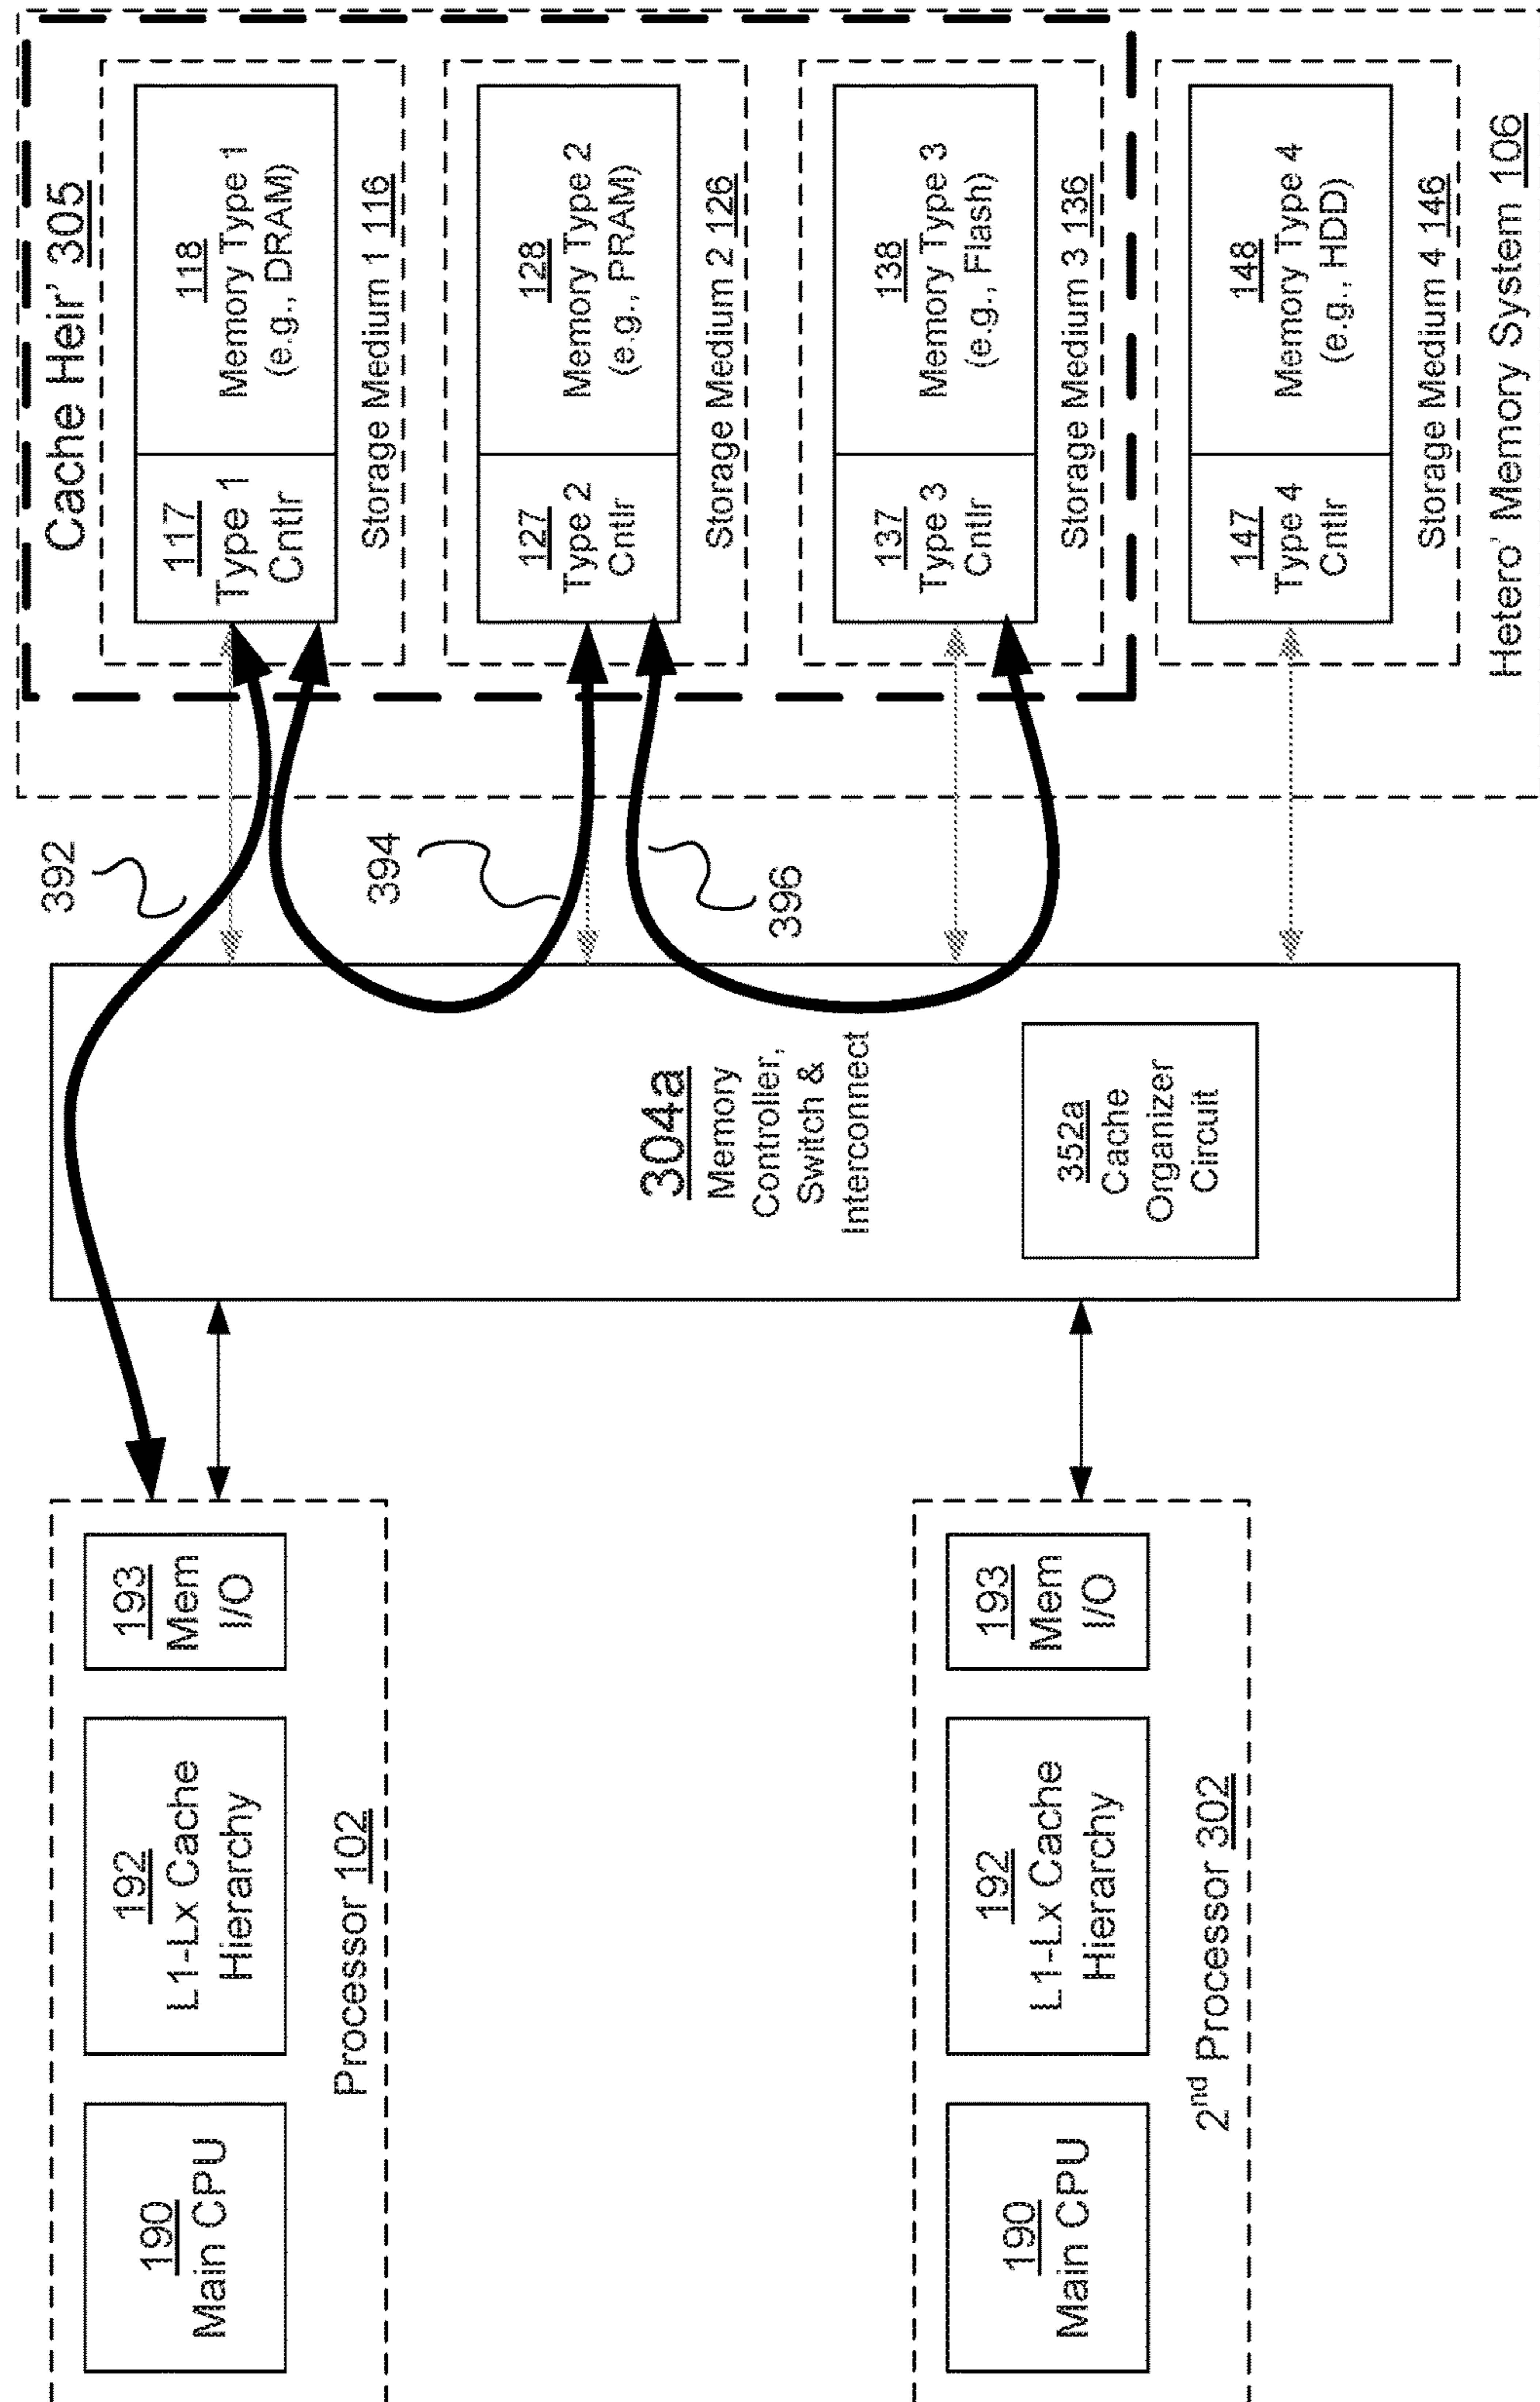 190
Main CPU
192
L1-Lx Cache
Hierarchy
193
Mem
I/O
Processor 102
190
Main CPU
192
L1-Lx Cache
Hierarchy
193
Mem
I/O
2nd Processor 302
304a
Memory
Controller,
Switch &
Interconnect
352a
Cache
Organizer
Circuit
392
394
396
Cache Heir' 305
117
Type 1
Cntlr
118
Memory Type 1
(e.g., DRAM)
Storage Medium 1 116
127
Type 2
Cntlr
128
Memory Type 2
(e.g., PRAM)
Storage Medium 2 126
137
Type 3
Cntlr
138
Memory Type 3
(e.g., Flash)
Storage Medium 3 136
147
Type 4
Cntlr
148
Memory Type 4
(e.g., HDD)
Storage Medium 4 146
Hetero' Memory System 106